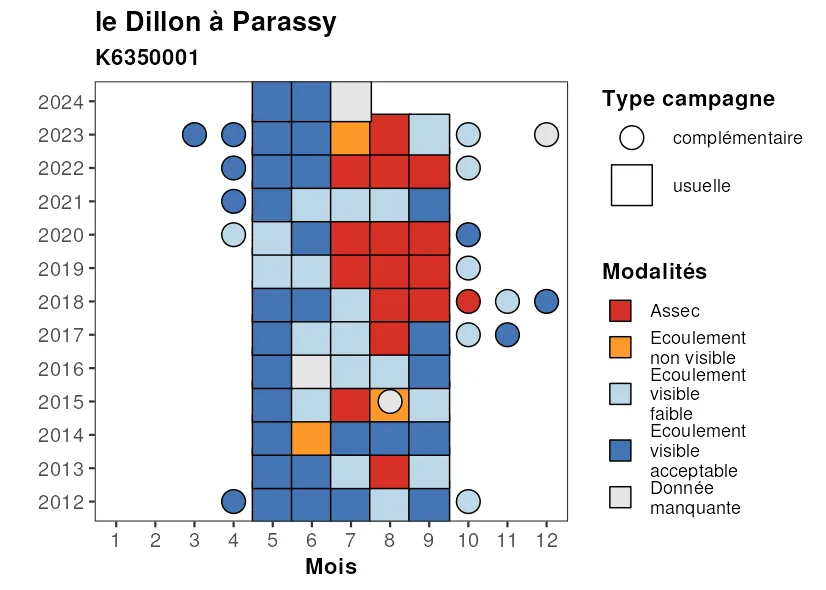 le Dillon à Parassy
K6350001
2024
2023
2022
2021
2020
2019
2018
2017
2016
2015
2014
2013
2012
1 2 3 4 5 6 7 8 9 10 11 12
Mois
Type campagne
complémentaire
usuelle
Modalités
Assec
Ecoulement
non visible
Ecoulement
visible
faible
Ecoulement
visible
acceptable
Donnée
manquante